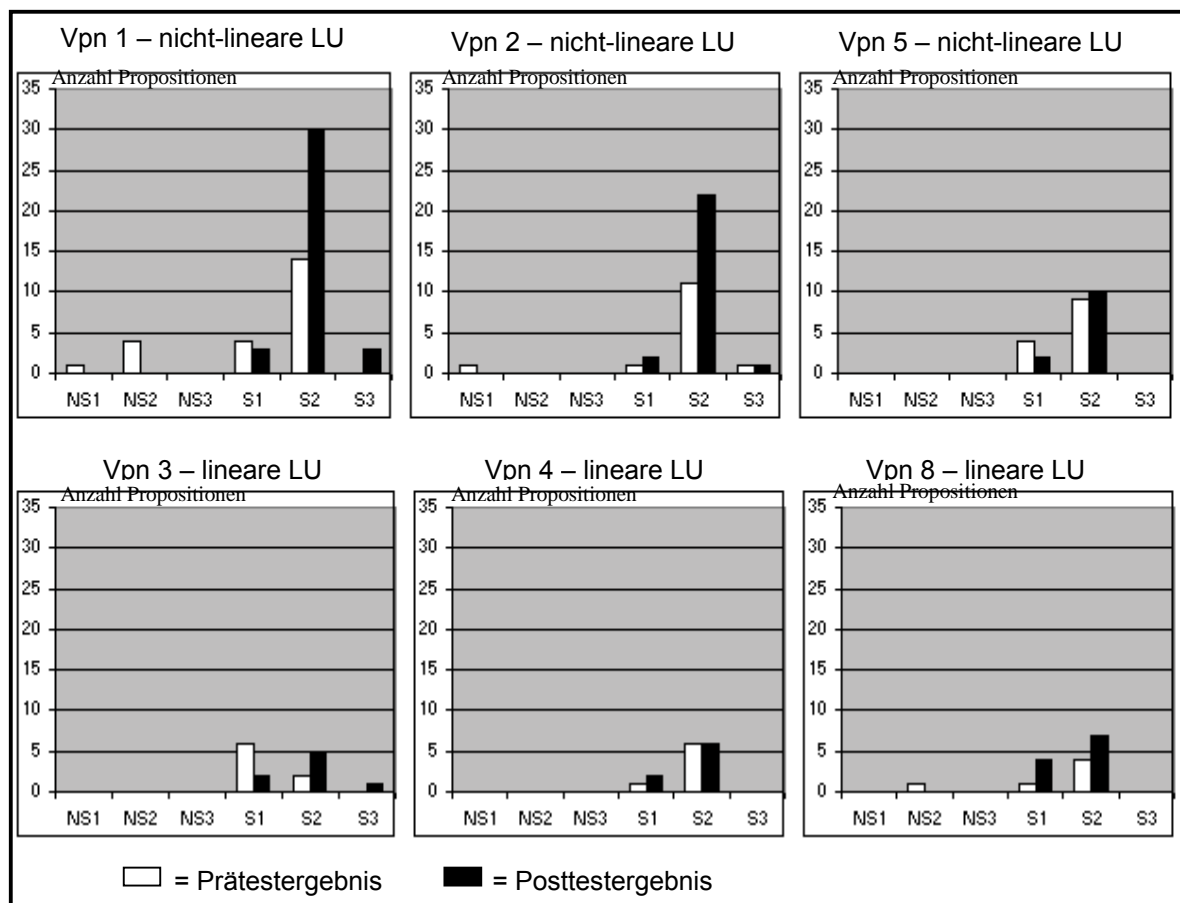 Vpn 1 – nicht-lineare LU
Anzahl Propositionen
35
30
25
20
15
10
5
0
NS1 NS2 NS3 S1 S2 S3
Vpn 2 – nicht-lineare LU
Anzahl Propositionen
35
30
25
20
15
10
5
0
NS1 NS2 NS3 S1 S2 S3
Vpn 5 – nicht-lineare LU
Anzahl Propositionen
35
30
25
20
15
10
5
0
NS1 NS2 NS3 S1 S2 S3
Vpn 3 – lineare LU
Anzahl Propositionen
35
30
25
20
15
10
5
0
NS1 NS2 NS3 S1 S2 S3
Vpn 4 – lineare LU
Anzahl Propositionen
35
30
25
20
15
10
5
0
NS1 NS2 NS3 S1 S2 S3
Vpn 8 – lineare LU
Anzahl Propositionen
35
30
25
20
15
10
5
0
NS1 NS2 NS3 S1 S2 S3
= Prätestergebnis = Posttestergebnis